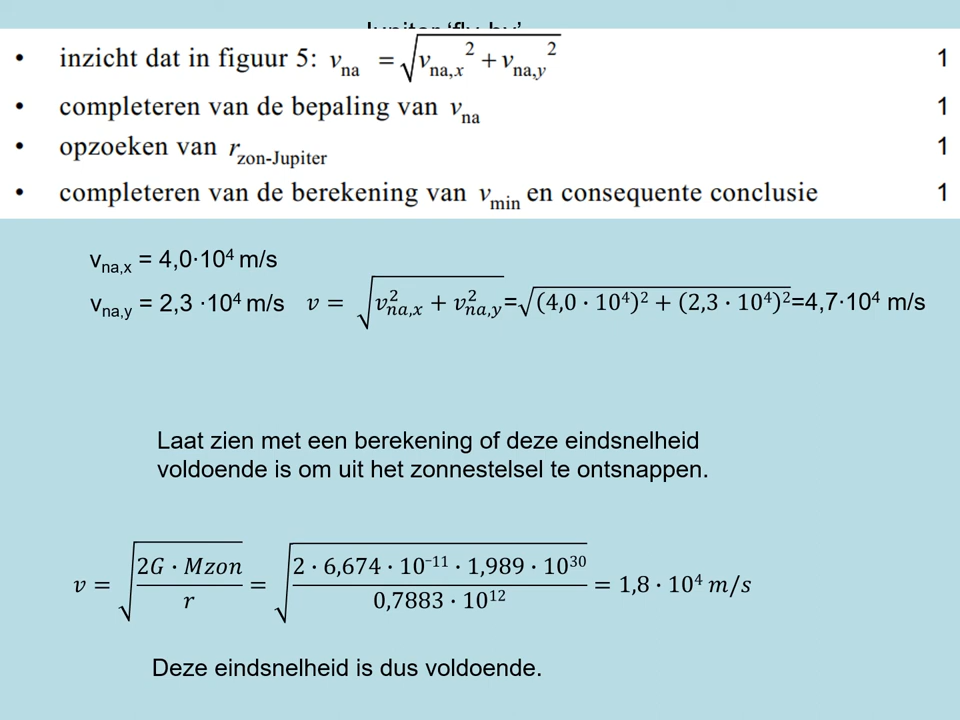 • inzicht dat in figuur 5: v_na = √(v_na,x² + v_na,y²) 1
• completeren van de bepaling van v_na 1
• opzoeken van r_zon-Jupiter 1
• completeren van de berekening van v_min en consequente conclusie 1
v_na,x = 4,0·10⁴ m/s
v_na,y = 2,3 ·10⁴ m/s v = √(v²_na,x + v²_na,y)=√((4,0 · 10⁴)² + (2,3 · 10⁴)²)=4,7·10⁴ m/s
Laat zien met een berekening of deze eindsnelheid
voldoende is om uit het zonnestelsel te ontsnappen.
v = √(2G · Mzon / r) = √(2 · 6,674 · 10⁻¹¹ · 1,989 · 10³⁰ / 0,7883 · 10¹²) = 1,8 · 10⁴ m/s
Deze eindsnelheid is dus voldoende.